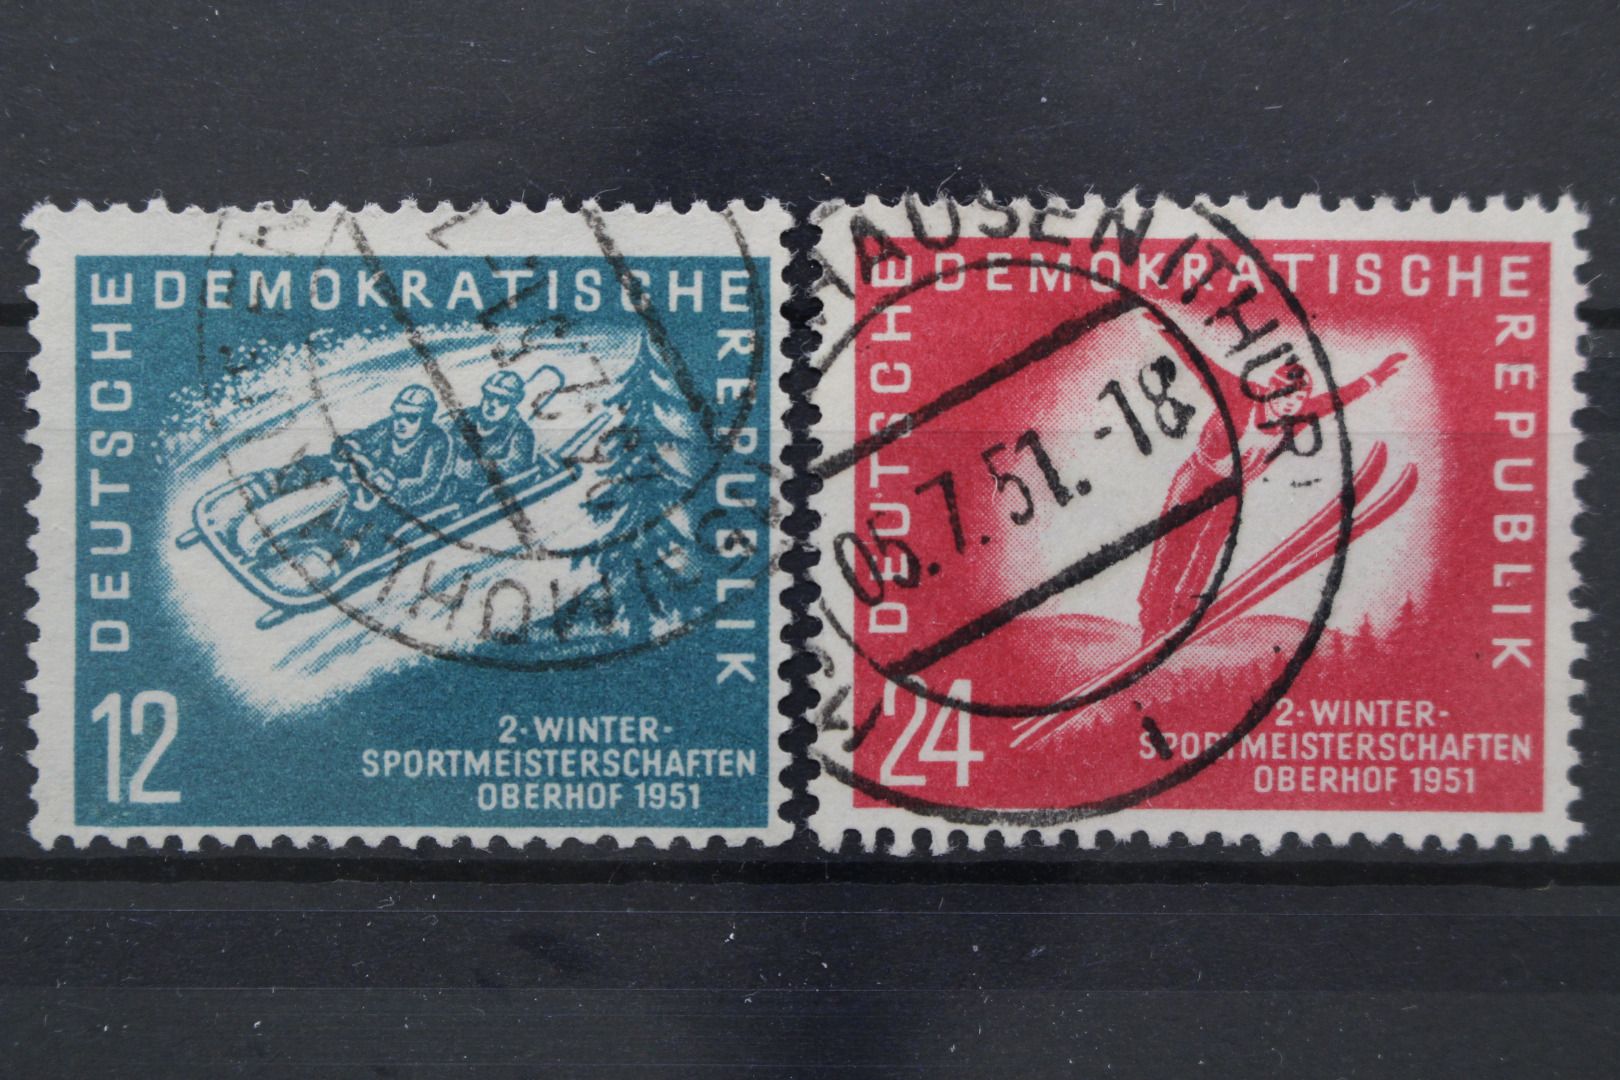 DEUTSCHE
DEMOKRATISCHE
REPUBLIK
12
2. WINTER-
SPORTMEISTERSCHAFTEN
OBERHOF 1951
DEUTSCHE
DEMOKRATISCHE
REPUBLIK
24
2. WINTER-
SPORTMEISTERSCHAFTEN
OBERHOF 1951
HAUSEN (THÜR
05.7.51.-18